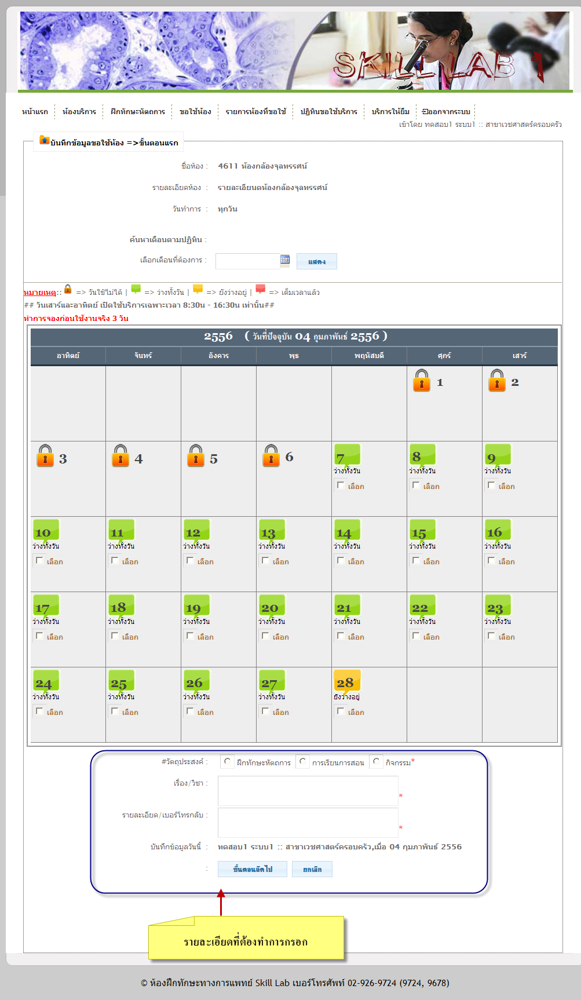 SKILL LAB 1
หน้าแรก ห้องบริการ ฝึกทักษะหัตถการ ขอใช้ห้อง รายการห้องที่ขอใช้ ปฏิทินขอใช้บริการ บริการให้ยืม ออกจากระบบ
เข้าโดย ทดสอบ1 ระบบ1 :: สาขาเวชศาสตร์ครอบครัว
บันทึกข้อมูลขอใช้ห้อง =>ขั้นตอนแรก
ชื่อห้อง : 4611 ห้องกล้องจุลทรรศน์
รายละเอียดห้อง : รายละเอียนดห้องกล้องจุลทรรศน์
วันทำการ : ทุกวัน
ค้นหาเดือนตามปฏิทิน :
เลือกเดือนที่ต้องการ : แสดง
หมายเหตุ:: => วันใช้ไม่ได้ | => ว่างทั้งวัน | => ยังว่างอยู่ | => เต็มเวลาแล้ว
## วันเสาร์และอาทิตย์ เปิดใช้บริการเฉพาะเวลา 8:30น - 16:30น เท่านั้น##
ทำการจองก่อนใช้งานจริง 3 วัน
2556 ( วันที่ปัจจุบัน 04 กุมภาพันธ์ 2556 )
อาทิตย์ จันทร์ อังคาร พุธ พฤหัสบดี ศุกร์ เสาร์
1 2
3 4 5 6 7 8 9
ว่างทั้งวัน ว่างทั้งวัน ว่างทั้งวัน
เลือก เลือก เลือก
10 11 12 13 14 15 16
ว่างทั้งวัน ว่างทั้งวัน ว่างทั้งวัน ว่างทั้งวัน ว่างทั้งวัน ว่างทั้งวัน ว่างทั้งวัน
เลือก เลือก เลือก เลือก เลือก เลือก เลือก
17 18 19 20 21 22 23
ว่างทั้งวัน ว่างทั้งวัน ว่างทั้งวัน ว่างทั้งวัน ว่างทั้งวัน ว่างทั้งวัน ว่างทั้งวัน
เลือก เลือก เลือก เลือก เลือก เลือก เลือก
24 25 26 27 28
ว่างทั้งวัน ว่างทั้งวัน ว่างทั้งวัน ว่างทั้งวัน ยังว่างอยู่
เลือก เลือก เลือก เลือก เลือก
#วัตถุประสงค์ : ฝึกทักษะหัตถการ การเรียนการสอน กิจกรรม*
เรื่อง/วิชา : *
รายละเอียด/เบอร์โทรกลับ : *
บันทึกข้อมูลวันนี้ : ทดสอบ1 ระบบ1 :: สาขาเวชศาสตร์ครอบครัว,เมื่อ 04 กุมภาพันธ์ 2556
: ขั้นตอนถัดไป ยกเลิก
รายละเอียดที่ต้องทำการกรอก
© ห้องฝึกทักษะทางการแพทย์ Skill Lab เบอร์โทรศัพท์ 02-926-9724 (9724, 9678)